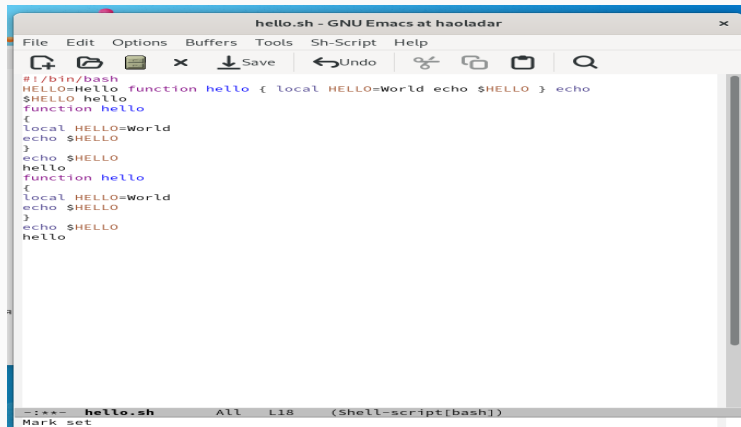 hello.sh - GNU Emacs at haoladar
File Edit Options Buffers Tools Sh-Script Help
Save Undo
#!/bin/bash
HELLO=Hello function hello { local HELLO=World echo $HELLO } echo
$HELLO hello
function hello
{
local HELLO=World
echo $HELLO
}
echo $HELLO
hello
function hello
{
local HELLO=World
echo $HELLO
}
echo $HELLO
hello
-:**- hello.sh All L18 (Shell-script[bash])
Mark set